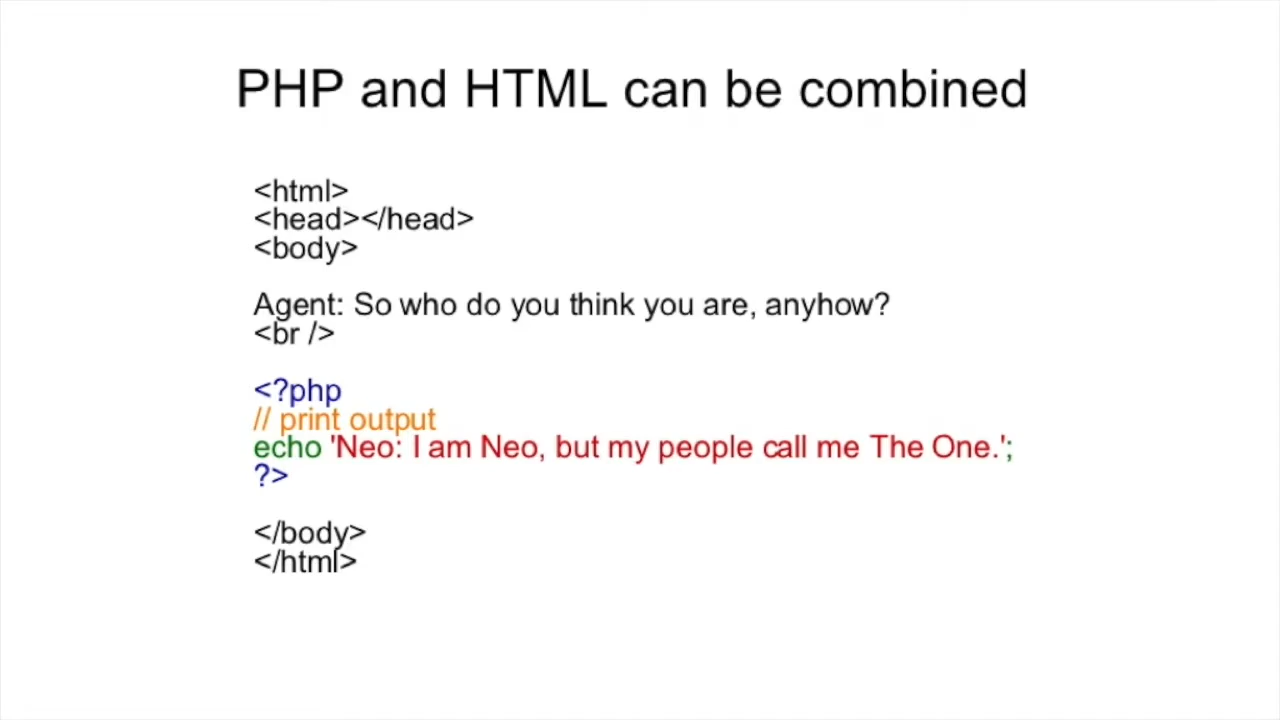 PHP and HTML can be combined
<html>
<head></head>
<body>
Agent: So who do you think you are, anyhow?
<br />
<?php
// print output
echo 'Neo: I am Neo, but my people call me The One.';
?>
</body>
</html>